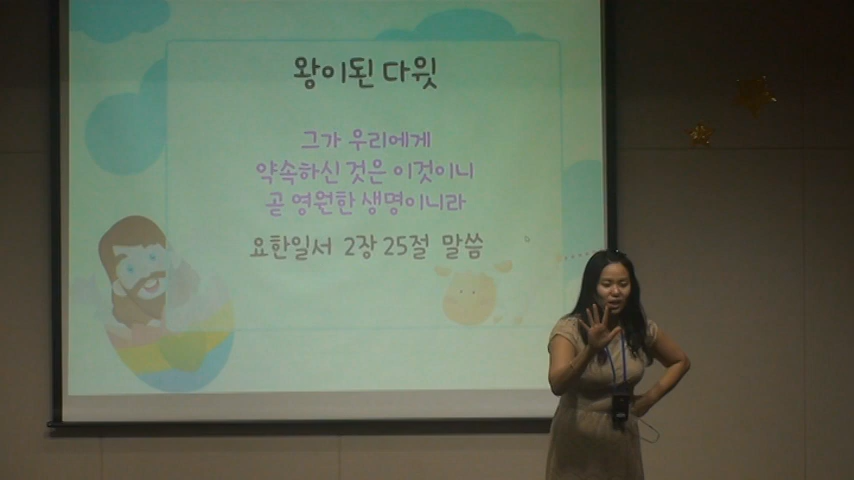 왕이된 다윗
그가 우리에게
약속하신 것은 이것이니
곧 영원한 생명이니라
요한일서 2장 25절 말씀